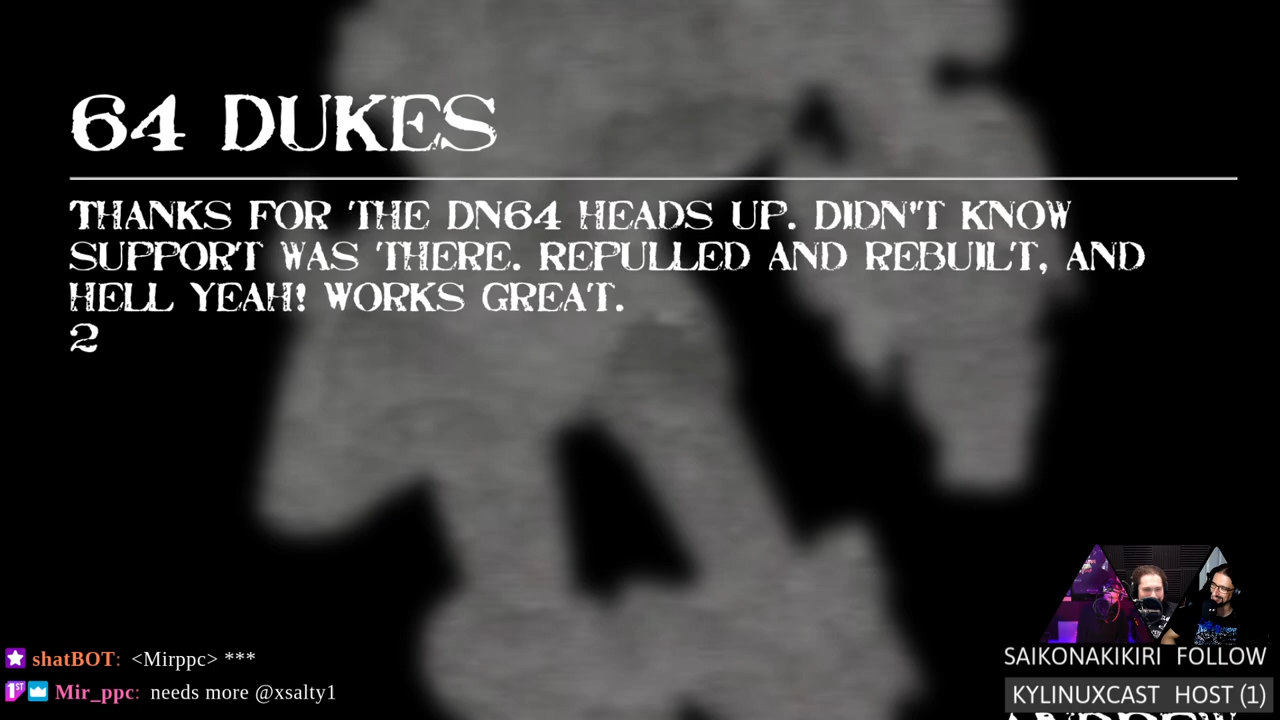 64 DUKES
THANKS FOR THE DN64 HEADS UP. DIDN'T KNOW
SUPPORT WAS THERE. REPULLED AND REBUILT, AND
HELL YEAH! WORKS GREAT.
2
shatBOT: <Mirppc> ***
1ST Mir_ppc: needs more @xsalty1
SAIKONAKIKIRI FOLLOW
KYLINUXCAST HOST (1)